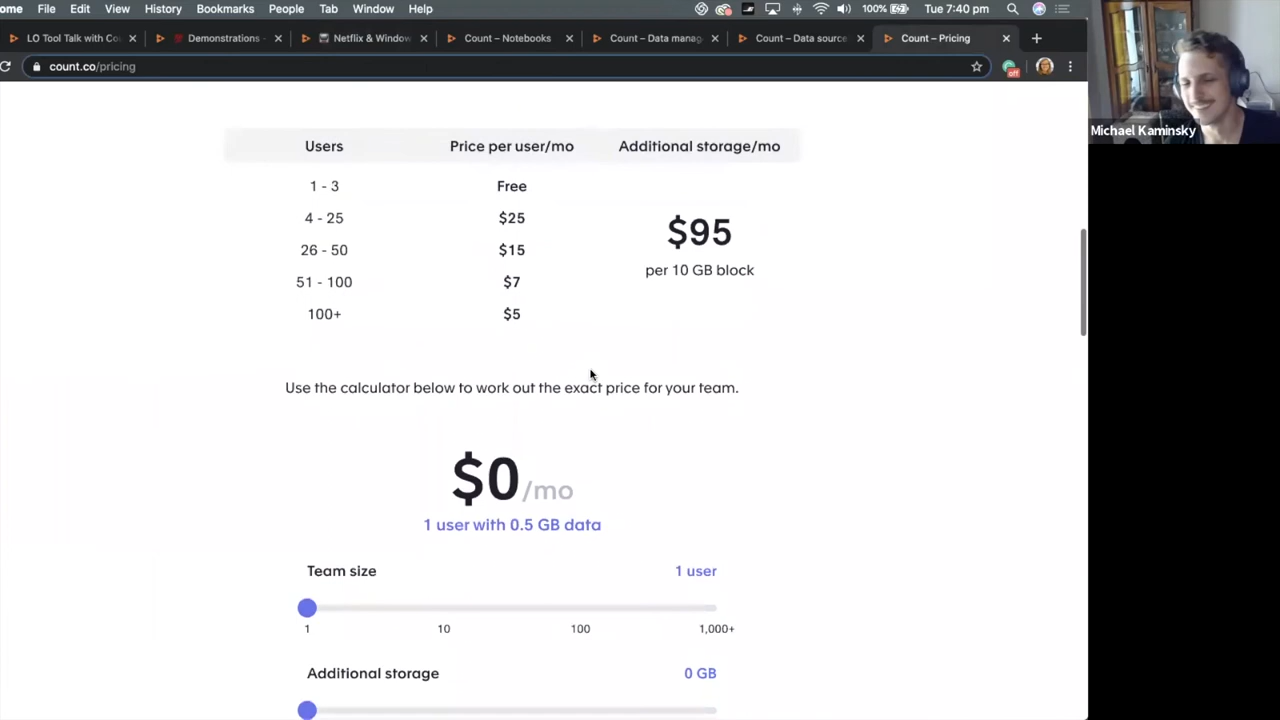 ome File Edit View History Bookmarks People Tab Window Help 100% Tue 7:40 pm
LO Tool Talk with Co Demonstrations - Netflix & Window Count – Notebooks Count – Data manag Count – Data source Count – Pricing
count.co/pricing off
Michael Kaminsky
Users Price per user/mo Additional storage/mo
1 - 3 Free
4 - 25 $25
26 - 50 $15
51 - 100 $7
100+ $5
$95
per 10 GB block
Use the calculator below to work out the exact price for your team.
$0/mo
1 user with 0.5 GB data
Team size 1 user
1 10 100 1,000+
Additional storage 0 GB